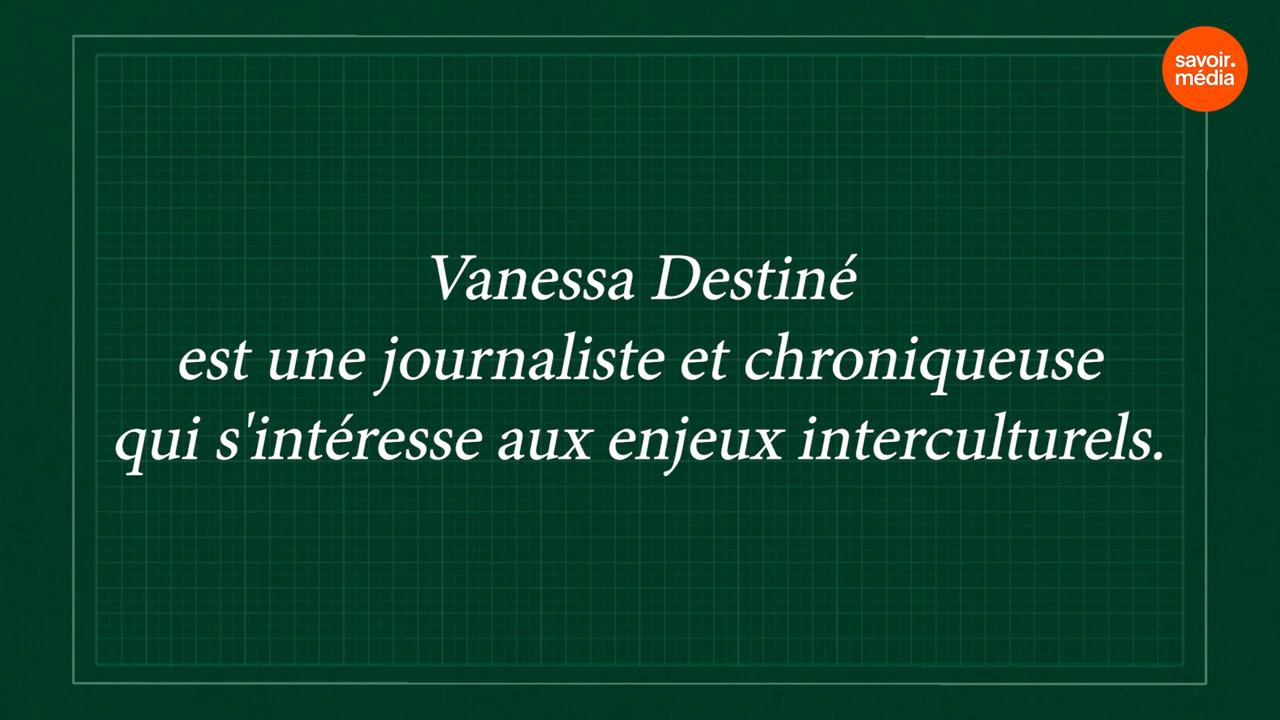 savoir.
média
Vanessa Destiné
est une journaliste et chroniqueuse
qui s'intéresse aux enjeux interculturels.